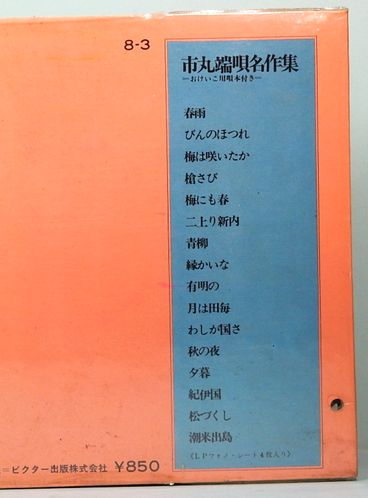 8-3
市丸端唄名作集
=おけいこ用唄本付き=
春雨
びんのほつれ
梅は咲いたか
槍さび
梅にも春
二上り新内
青柳
縁かいな
有明の
月は田毎
わしが国さ
秋の夜
夕暮
紀伊国
松づくし
潮来出島
《LPフォノ・シート4枚入り》
=ビクター出版株式会社 ¥850